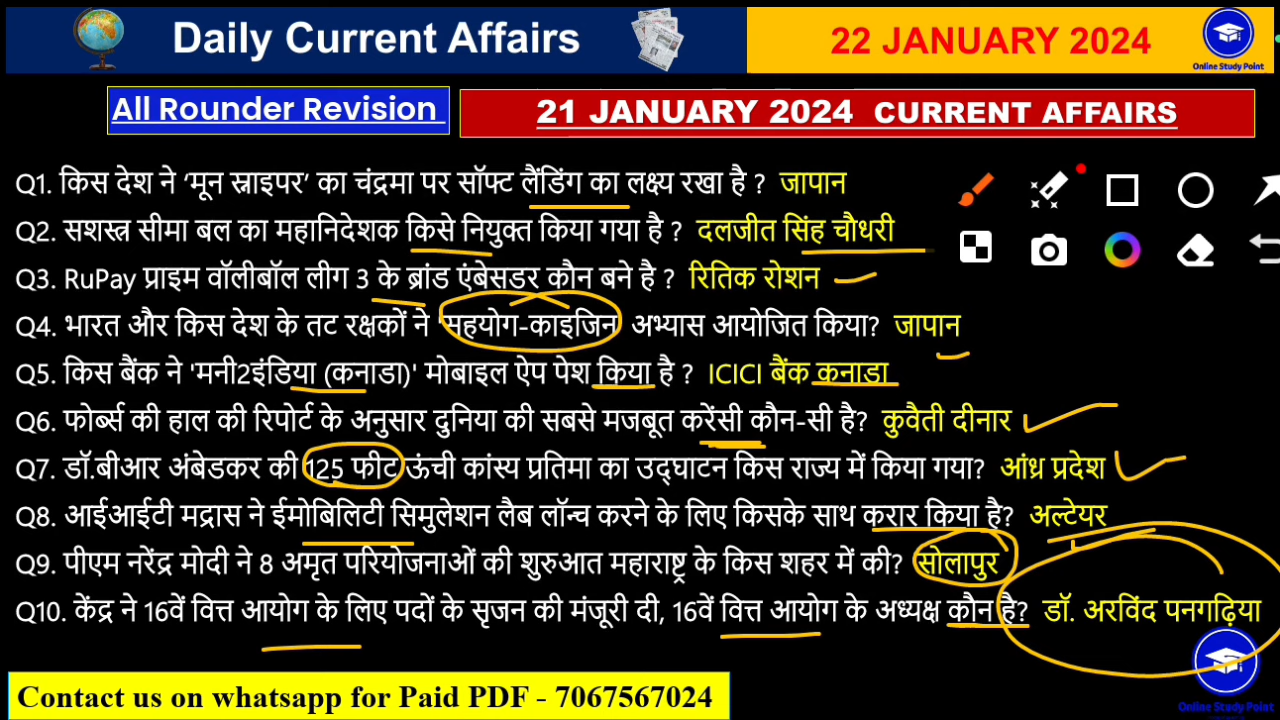 Daily Current Affairs
22 JANUARY 2024
Online Study Point
All Rounder Revision
21 JANUARY 2024 CURRENT AFFAIRS
Q1. किस देश ने ‘मून स्नाइपर’ का चंद्रमा पर सॉफ्ट लैंडिंग का लक्ष्य रखा है ? जापान
Q2. सशस्त्र सीमा बल का महानिदेशक किसे नियुक्त किया गया है ? दलजीत सिंह चौधरी
Q3. RuPay प्राइम वॉलीबॉल लीग 3 के ब्रांड एंबेसडर कौन बने है ? रितिक रोशन
Q4. भारत और किस देश के तट रक्षकों ने 'सहयोग-काइजिन' अभ्यास आयोजित किया? जापान
Q5. किस बैंक ने 'मनी2इंडिया (कनाडा)' मोबाइल ऐप पेश किया है ? ICICI बैंक कनाडा
Q6. फोर्ब्स की हाल की रिपोर्ट के अनुसार दुनिया की सबसे मजबूत करेंसी कौन-सी है? कुवैती दीनार
Q7. डॉ.बीआर अंबेडकर की 125 फीट ऊंची कांस्य प्रतिमा का उद्घाटन किस राज्य में किया गया? आंध्र प्रदेश
Q8. आईआईटी मद्रास ने ईमोबिलिटी सिमुलेशन लैब लॉन्च करने के लिए किसके साथ करार किया है? अल्टेयर
Q9. पीएम नरेंद्र मोदी ने 8 अमृत परियोजनाओं की शुरुआत महाराष्ट्र के किस शहर में की? सोलापुर
Q10. केंद्र ने 16वें वित्त आयोग के लिए पदों के सृजन की मंजूरी दी, 16वें वित्त आयोग के अध्यक्ष कौन है? डॉ. अरविंद पनगढ़िया
Contact us on whatsapp for Paid PDF - 7067567024
Online Study Point